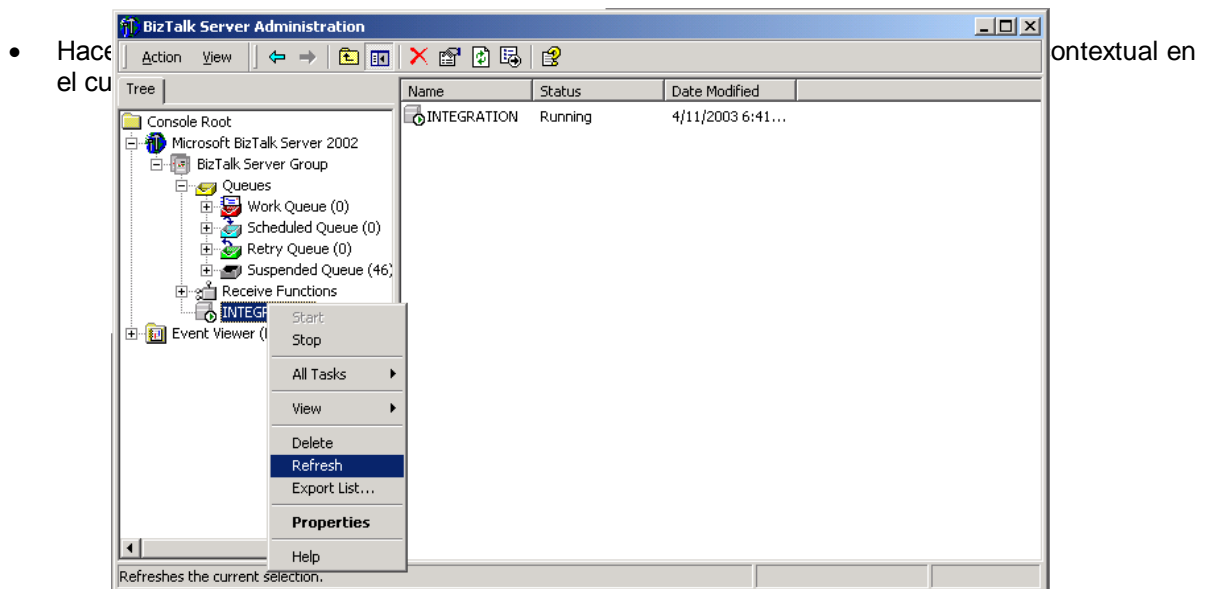 BizTalk Server Administration
• Hace ontextual en
el cu
Action View
Tree
Name Status Date Modified
Console Root
INTEGRATION Running 4/11/2003 6:41...
Microsoft BizTalk Server 2002
BizTalk Server Group
Queues
Work Queue (0)
Scheduled Queue (0)
Retry Queue (0)
Suspended Queue (46)
Receive Functions
INTEGR
Event Viewer (
Start
Stop
All Tasks
View
Delete
Refresh
Export List...
Properties
Help
Refreshes the current selection.